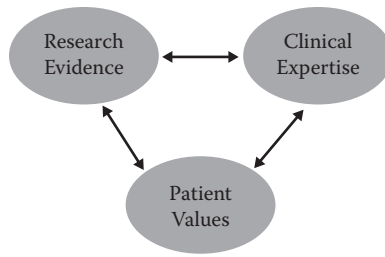 Research
Evidence
Clinical
Expertise
Patient
Values